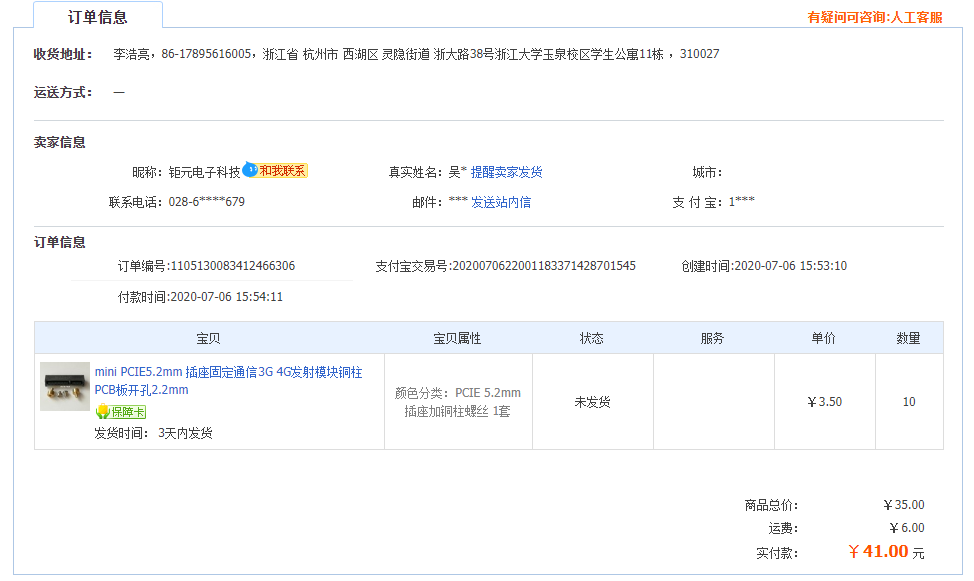 订单信息
有疑问可咨询:人工客服
收货地址： 李浩亮，86-17895616005，浙江省 杭州市 西湖区 灵隐街道 浙大路38号浙江大学玉泉校区学生公寓11栋 ，310027
运送方式： —
卖家信息
昵称：钜元电子科技 和我联系 真实姓名：吴* 提醒卖家发货 城市：
联系电话：028-6****679 邮件：*** 发送站内信 支 付 宝：1***
订单信息
订单编号:1105130083412466306 支付宝交易号:2020070622001183371428701545 创建时间:2020-07-06 15:53:10
付款时间:2020-07-06 15:54:11
宝贝 宝贝属性 状态 服务 单价 数量
mini PCIE5.2mm 插座固定通信3G 4G发射模块铜柱
PCB板开孔2.2mm
保障卡
发货时间： 3天内发货
颜色分类：PCIE 5.2mm
插座加铜柱螺丝 1套
未发货
￥3.50
10
商品总价： ￥35.00
运费： ￥6.00
实付款： ￥41.00 元